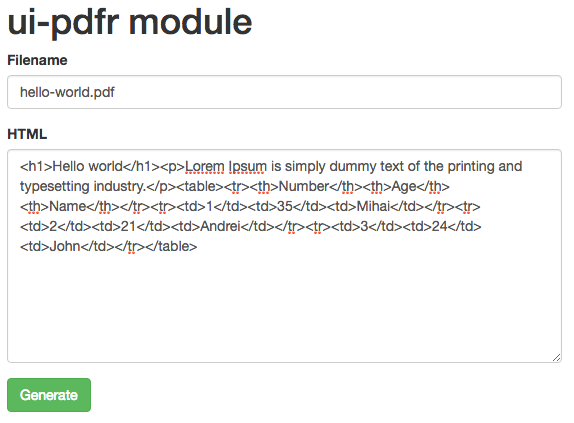 ui-pdfr module
Filename
hello-world.pdf
HTML
<h1>Hello world</h1><p>Lorem Ipsum is simply dummy text of the printing and
typesetting industry.</p><table><tr><th>Number</th><th>Age</th>
<th>Name</th></tr><tr><td>1</td><td>35</td><td>Mihai</td></tr><tr>
<td>2</td><td>21</td><td>Andrei</td></tr><tr><td>3</td><td>24</td>
<td>John</td></tr></table>
Generate